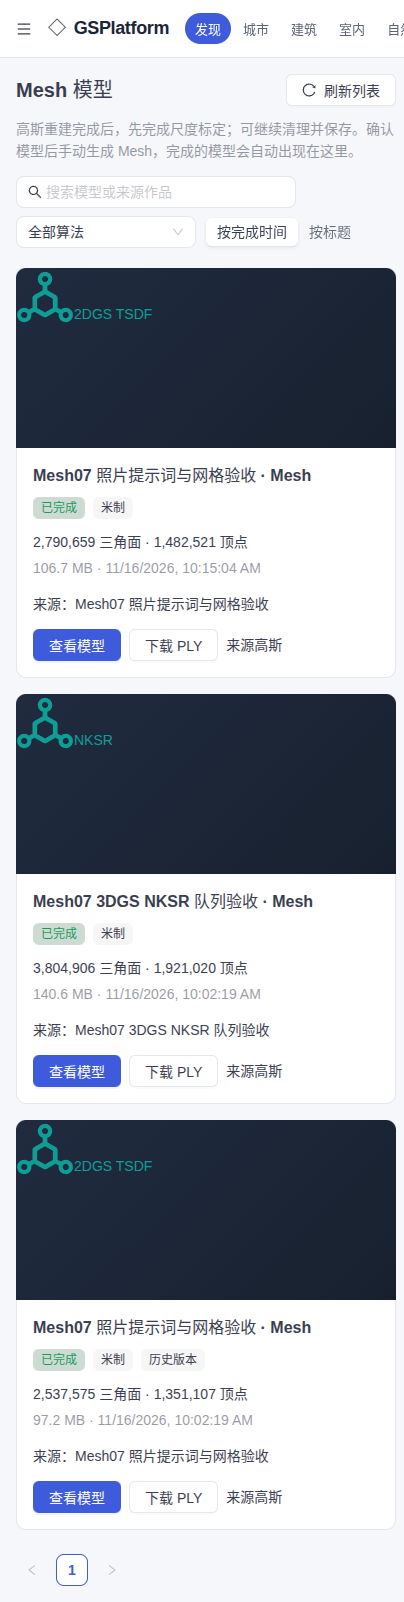 GSPlatform 发现 城市 建筑 室内
Mesh 模型 刷新列表
高斯重建完成后，先完成尺度标定；可继续清理并保存。确认
模型后手动生成 Mesh，完成的模型会自动出现在这里。
搜索模型或来源作品
全部算法 按完成时间 按标题
2DGS TSDF
Mesh07 照片提示词与网格验收 · Mesh
已完成 米制
2,790,659 三角面 · 1,482,521 顶点
106.7 MB · 11/16/2026, 10:15:04 AM
来源：Mesh07 照片提示词与网格验收
查看模型 下载 PLY 来源高斯
NKSR
Mesh07 3DGS NKSR 队列验收 · Mesh
已完成 米制
3,804,906 三角面 · 1,921,020 顶点
140.6 MB · 11/16/2026, 10:02:19 AM
来源：Mesh07 3DGS NKSR 队列验收
查看模型 下载 PLY 来源高斯
2DGS TSDF
Mesh07 照片提示词与网格验收 · Mesh
已完成 米制 历史版本
2,537,575 三角面 · 1,351,107 顶点
97.2 MB · 11/16/2026, 10:02:19 AM
来源：Mesh07 照片提示词与网格验收
查看模型 下载 PLY 来源高斯
1